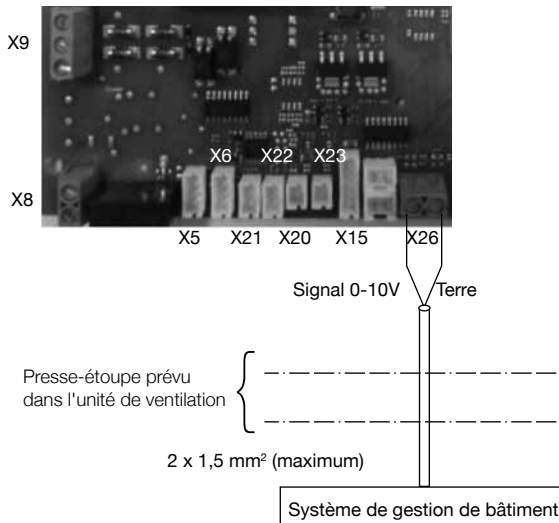 X9
X6
X22
X23
X8
X5
X21
X20
X15
X26
Signal 0-10V
Terre
Presse-étoupe prévu
dans l'unité de ventilation
2 x 1,5 mm² (maximum)
Système de gestion de bâtiment